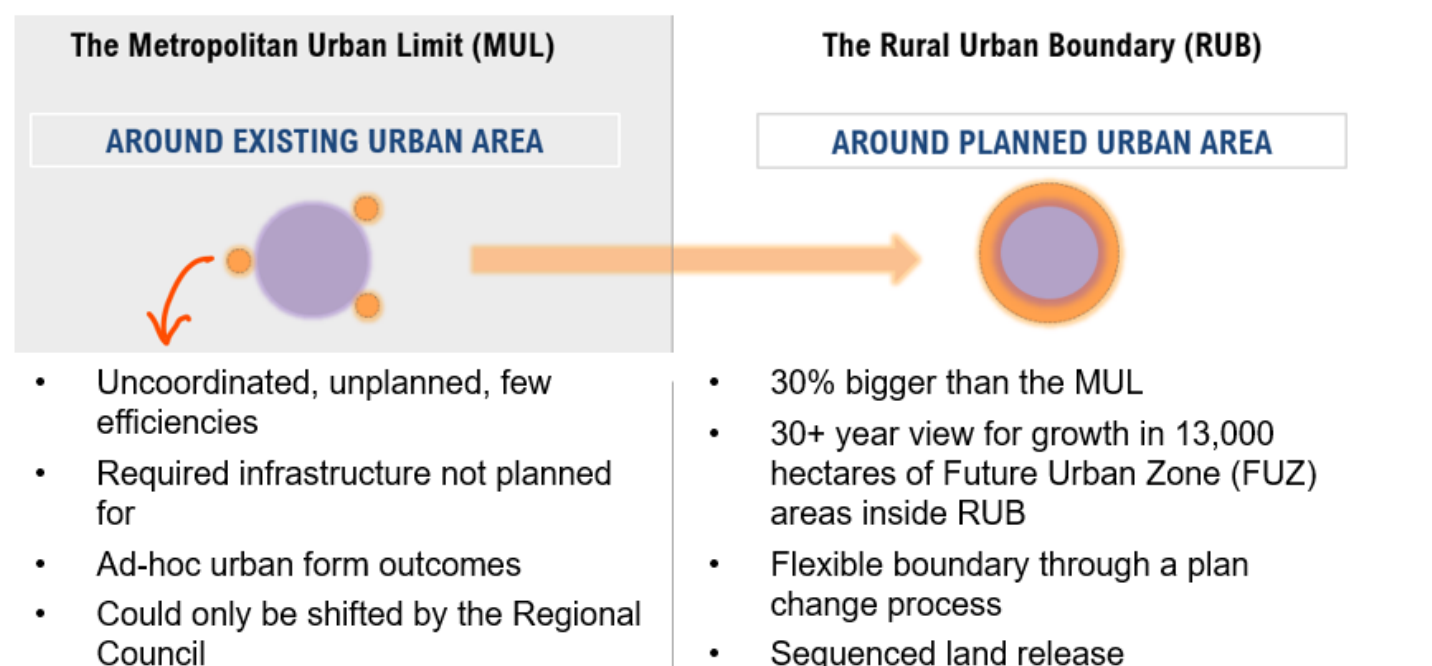 The Metropolitan Urban Limit (MUL)
AROUND EXISTING URBAN AREA
• Uncoordinated, unplanned, few
efficiencies
• Required infrastructure not planned
for
• Ad-hoc urban form outcomes
• Could only be shifted by the Regional
Council
The Rural Urban Boundary (RUB)
AROUND PLANNED URBAN AREA
• 30% bigger than the MUL
• 30+ year view for growth in 13,000
hectares of Future Urban Zone (FUZ)
areas inside RUB
• Flexible boundary through a plan
change process
• Sequenced land release